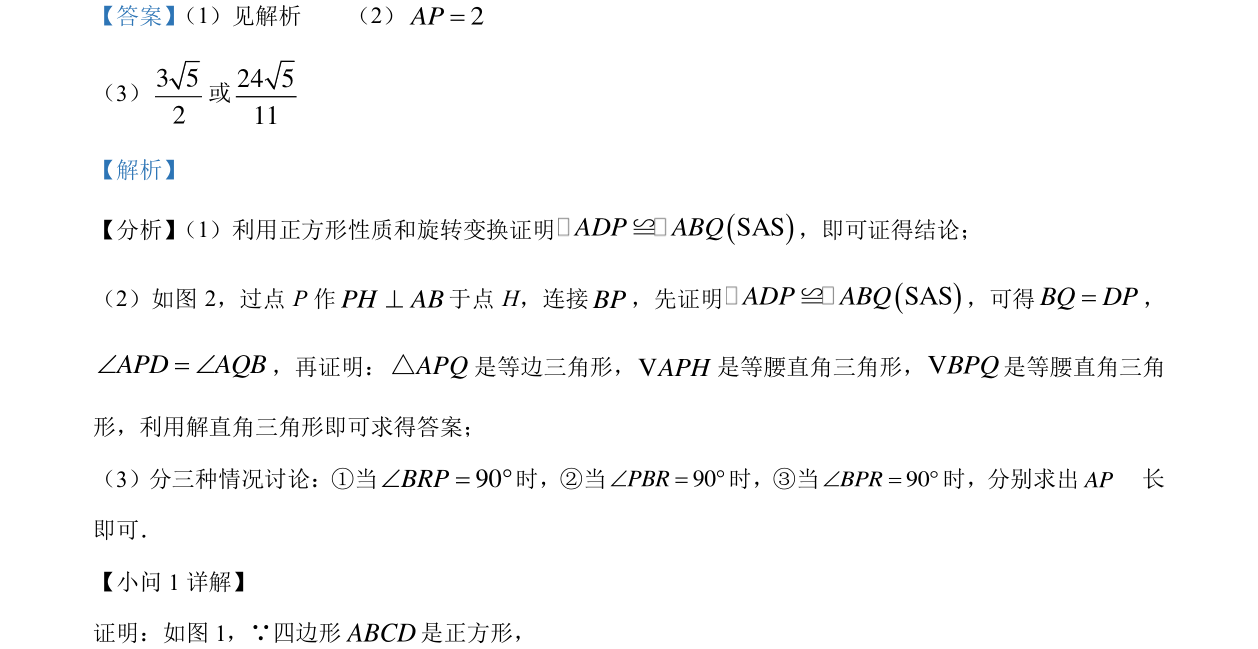 【答案】（1）见解析 （2）AP = 2
（3）3√5/2 或 24√5/11
【解析】
【分析】（1）利用正方形性质和旋转变换证明□ADP≌□ABQ(SAS)，即可证得结论；
（2）如图 2，过点 P 作 PH ⊥ AB 于点 H，连接 BP，先证明□ADP≌□ABQ(SAS)，可得 BQ = DP，
∠APD = ∠AQB，再证明：△APQ 是等边三角形，VAPH 是等腰直角三角形，VBPQ 是等腰直角三角
形，利用解直角三角形即可求得答案；
（3）分三种情况讨论：①当∠BRP = 90°时，②当∠PBR = 90°时，③当∠BPR = 90°时，分别求出 AP 长
即可．
【小问 1 详解】
证明：如图 1，∵四边形 ABCD 是正方形，